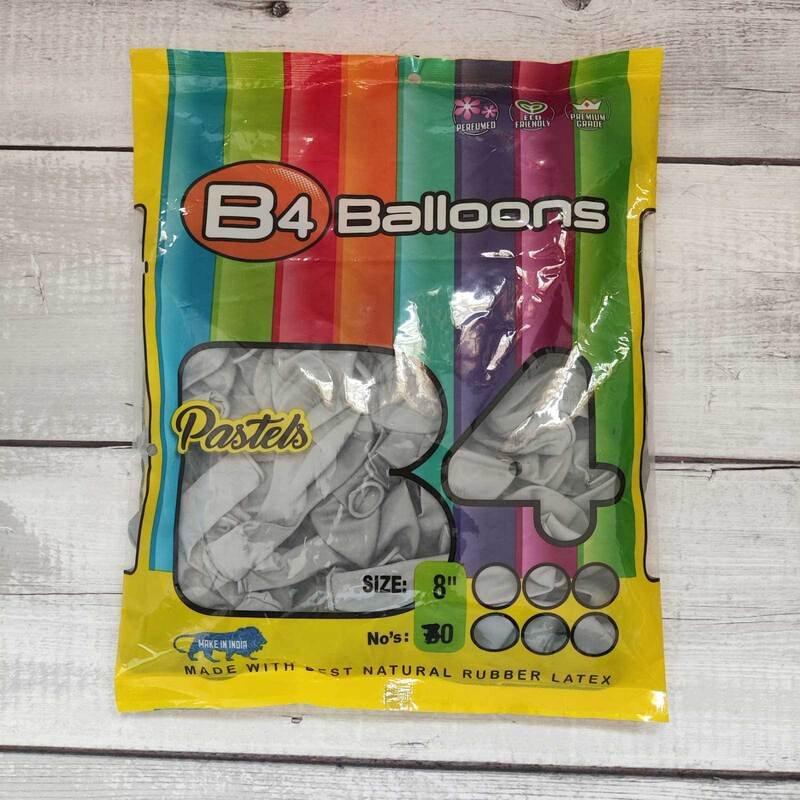 PERFUMED
ECO
FRIENDLY
PREMIUM
GRADE
B4 Balloons
Pastels
B4
SIZE: 8"
No's:
MAKE IN INDIA
MADE WITH BEST NATURAL RUBBER LATEX